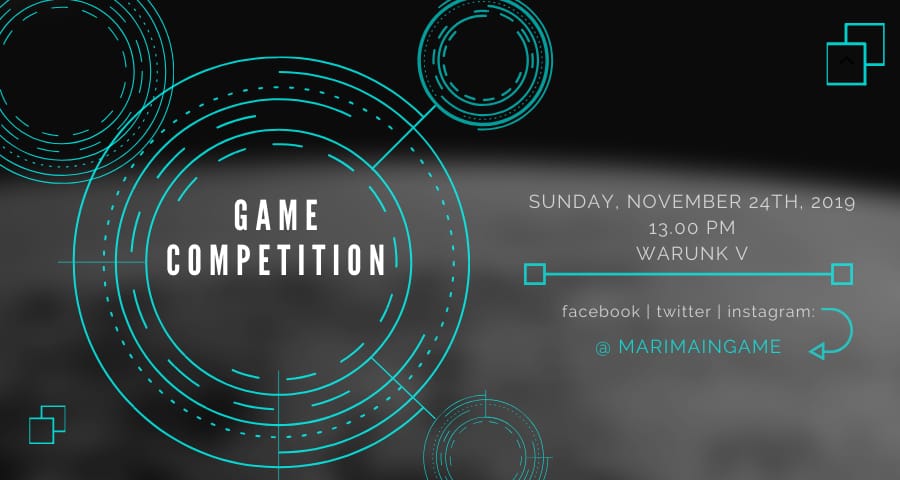 GAME
COMPETITION
SUNDAY, NOVEMBER 24TH, 2019
13.00 PM
WARUNK V
facebook | twitter | instagram:
@ MARIMAINGAME